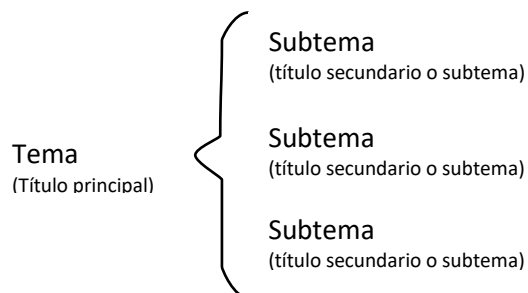 Subtema
(título secundario o subtema)
Tema
(Título principal)
Subtema
(título secundario o subtema)
Subtema
(título secundario o subtema)